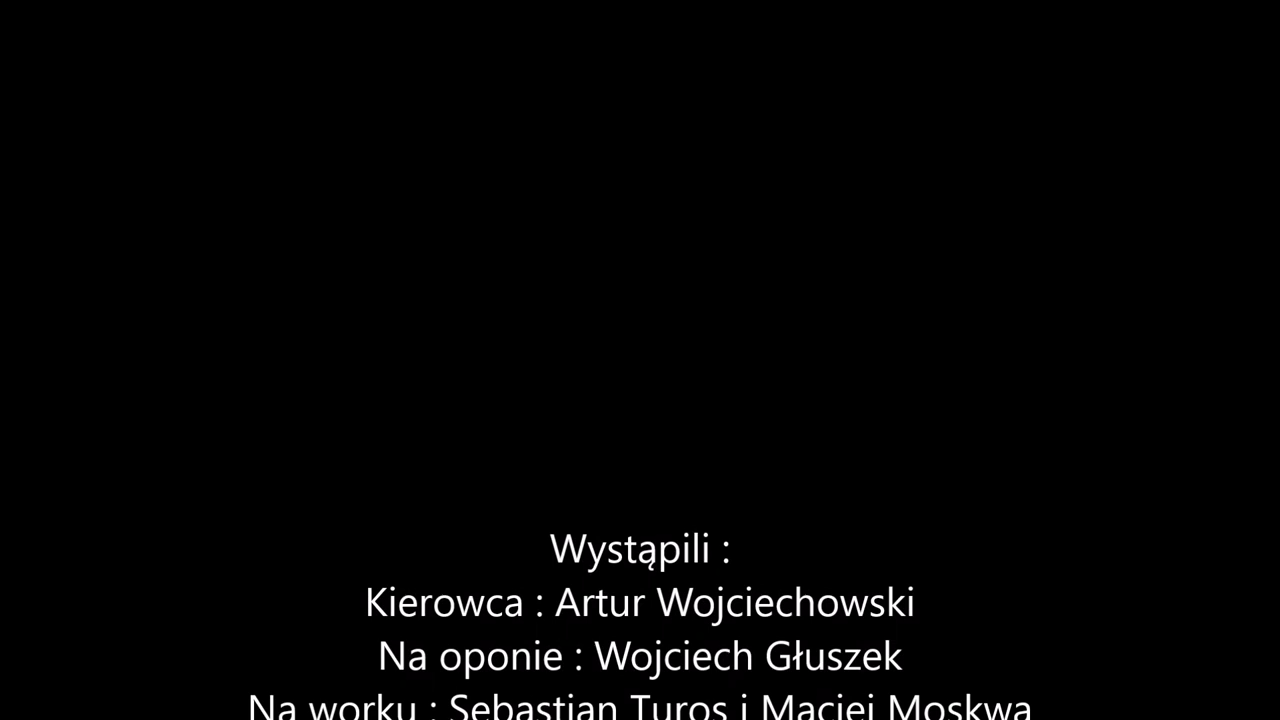 Wystąpili :
Kierowca : Artur Wojciechowski
Na oponie : Wojciech Głuszek
Na worku : Sebastian Turos i Maciej Moskwa